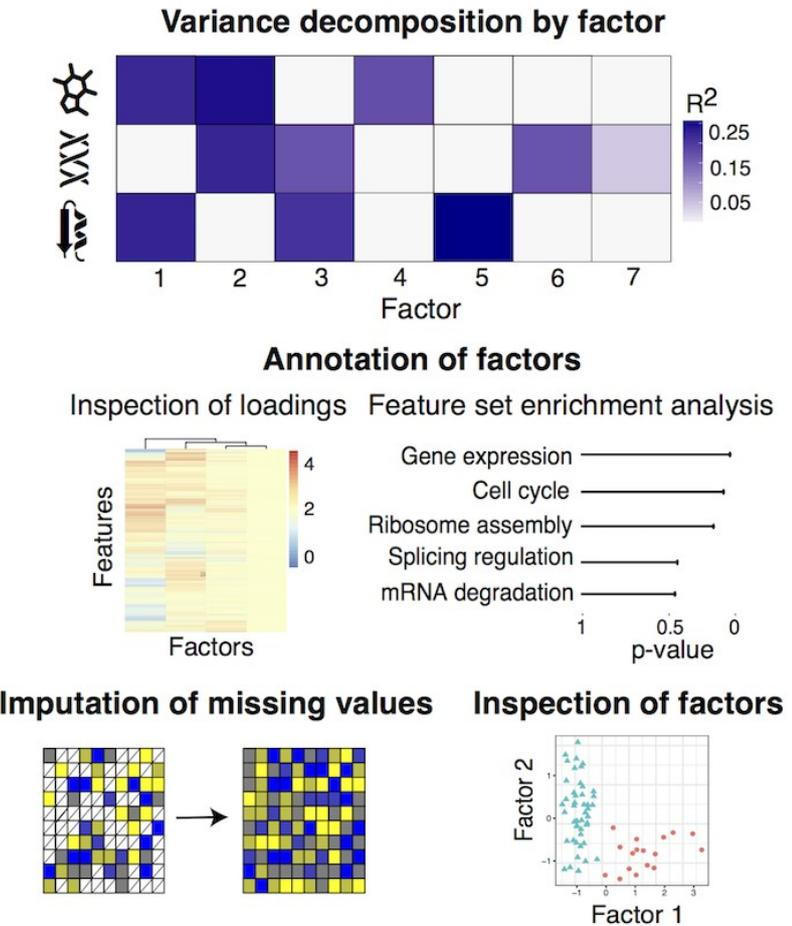 Variance decomposition by factor
R2
0.25
0.15
0.05
1 2 3 4 5 6 7
Factor
Annotation of factors
Inspection of loadings
Features
4
2
0
Factors
Feature set enrichment analysis
Gene expression
Cell cycle
Ribosome assembly
Splicing regulation
mRNA degradation
1 0.5 0
p-value
Imputation of missing values
Inspection of factors
Factor 2
1
0
−1
−1 0 1 2 3
Factor 1